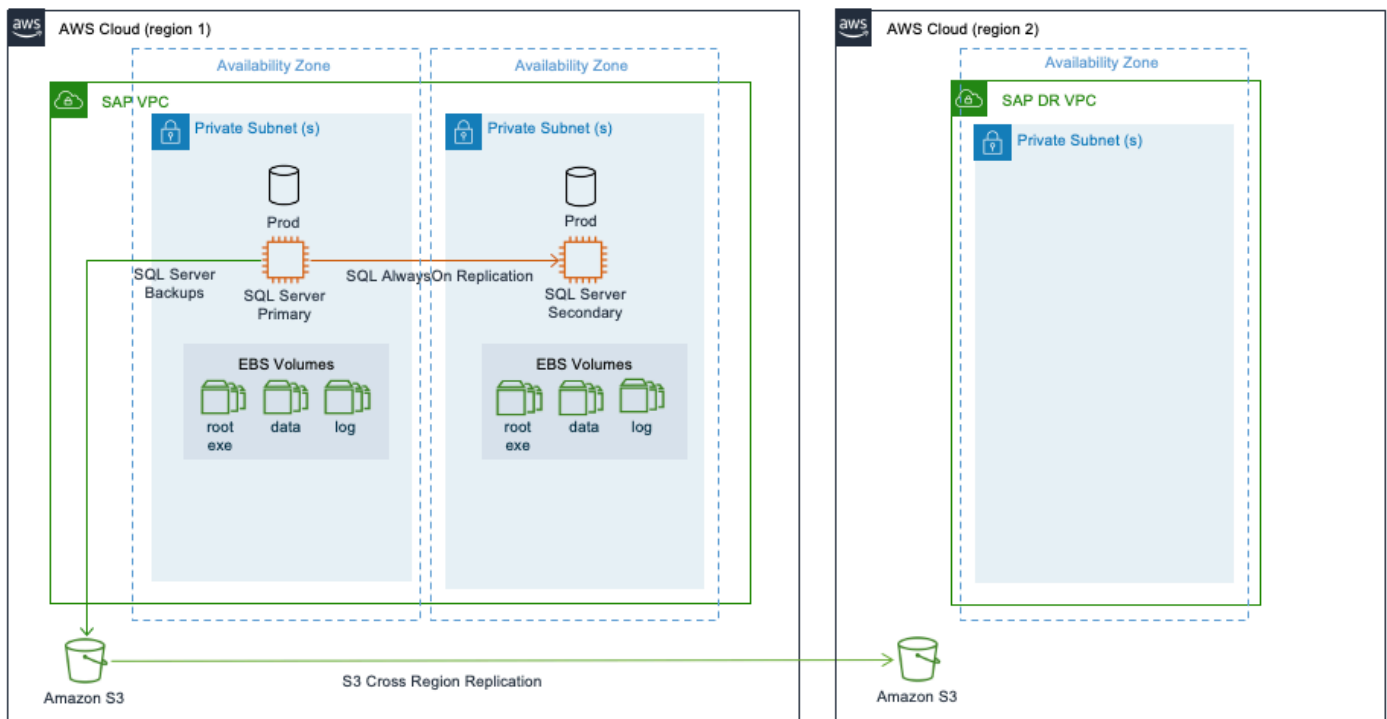 aws
AWS Cloud (region 1)
Availability Zone
Availability Zone
SAP VPC
Private Subnet (s)
Private Subnet (s)
Prod
Prod
SQL Server
Backups
SQL AlwaysOn Replication
SQL Server
Primary
SQL Server
Secondary
EBS Volumes
EBS Volumes
root
exe
data
log
root
exe
data
log
Amazon S3
S3 Cross Region Replication
aws
AWS Cloud (region 2)
Availability Zone
SAP DR VPC
Private Subnet (s)
Amazon S3